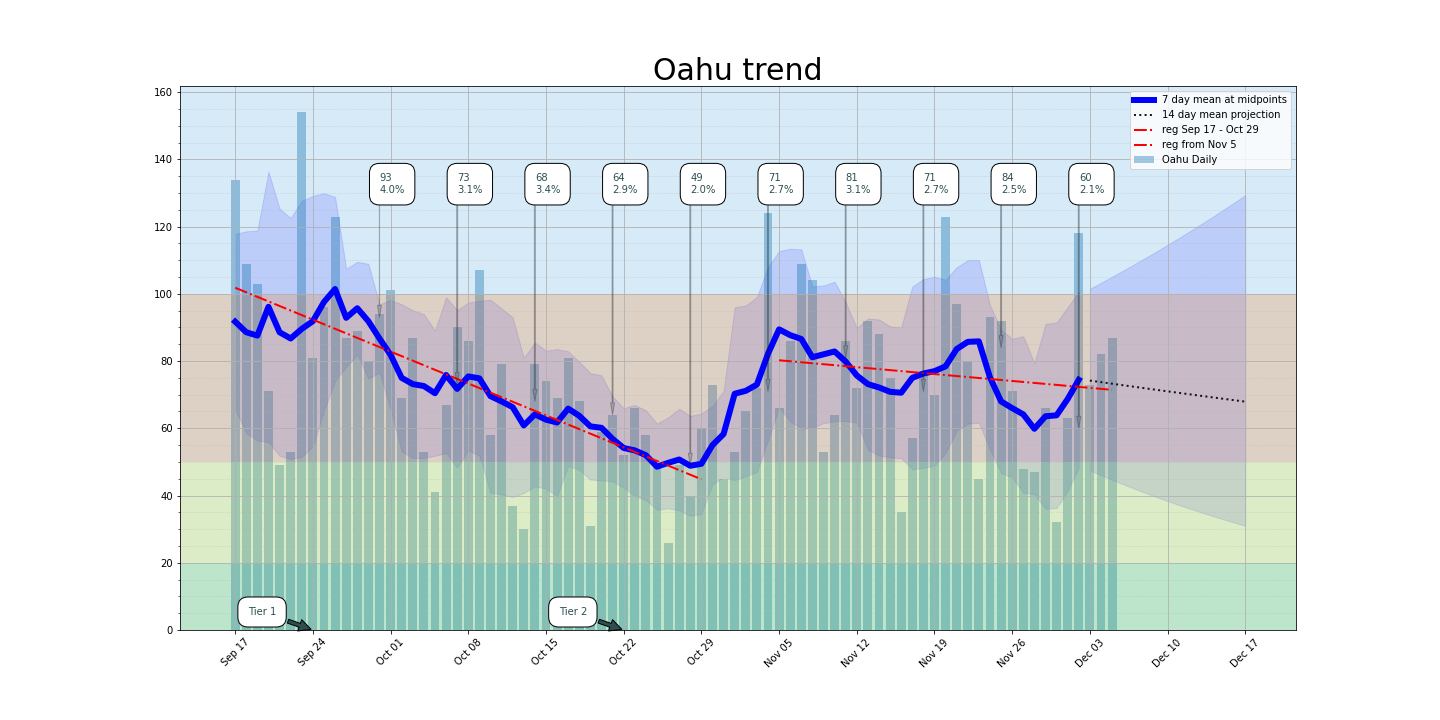 Oahu trend
160
140
120
100
80
60
40
20
0
7 day mean at midpoints
14 day mean projection
reg Sep 17 - Oct 29
reg from Nov 5
Oahu Daily
93
4.0%
73
3.1%
68
3.4%
64
2.9%
49
2.0%
71
2.7%
81
3.1%
71
2.7%
84
2.5%
60
2.1%
Tier 1
Tier 2
Sep 17
Sep 24
Oct 01
Oct 08
Oct 15
Oct 22
Oct 29
Nov 05
Nov 12
Nov 19
Nov 26
Dec 03
Dec 10
Dec 17